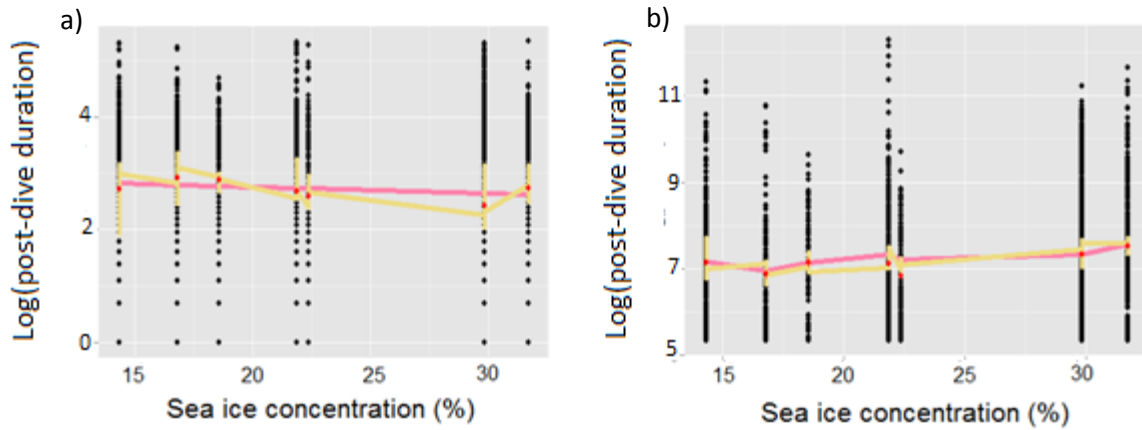 a)
Log(post-dive duration)
4
2
0
15
20
25
30
Sea ice concentration (%)
b)
Log(post-dive duration)
11
9
7
5
15
20
25
30
Sea ice concentration (%)